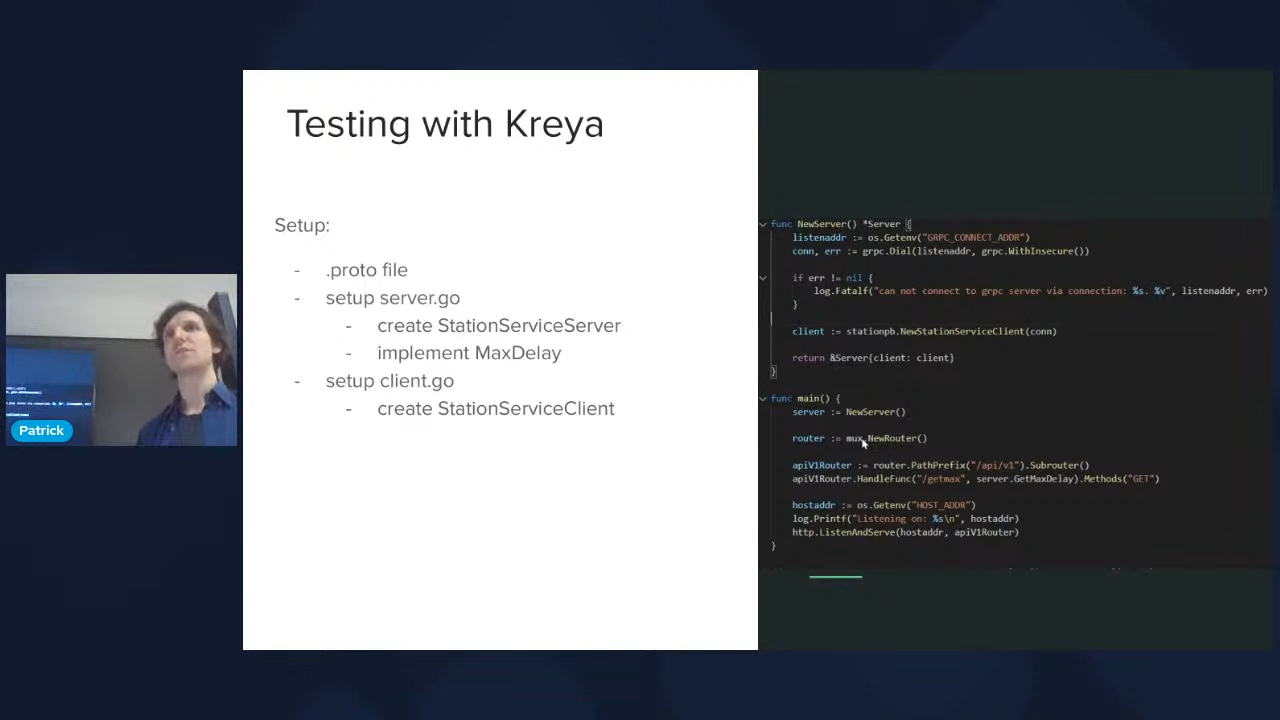 Testing with Kreya
Setup:
- .proto file
- setup server.go
- create StationServiceServer
- implement MaxDelay
- setup client.go
- create StationServiceClient
Patrick
func NewServer() *Server {
listenaddr := os.Getenv("GRPC_CONNECT_ADDR")
conn, err := grpc.Dial(listenaddr, grpc.WithInsecure())
if err != nil {
log.Fatalf("can not connect to grpc server via connection: %s. %v", listenaddr, err)
}
client := stationpb.NewStationServiceClient(conn)
return &Server{client: client}
}
func main() {
server := NewServer()
router := mux.NewRouter()
apiV1Router := router.PathPrefix("/api/v1").Subrouter()
apiV1Router.HandleFunc("/getmax", server.GetMaxDelay).Methods("GET")
hostaddr := os.Getenv("HOST_ADDR")
log.Printf("Listening on: %s\n", hostaddr)
http.ListenAndServe(hostaddr, apiV1Router)
}